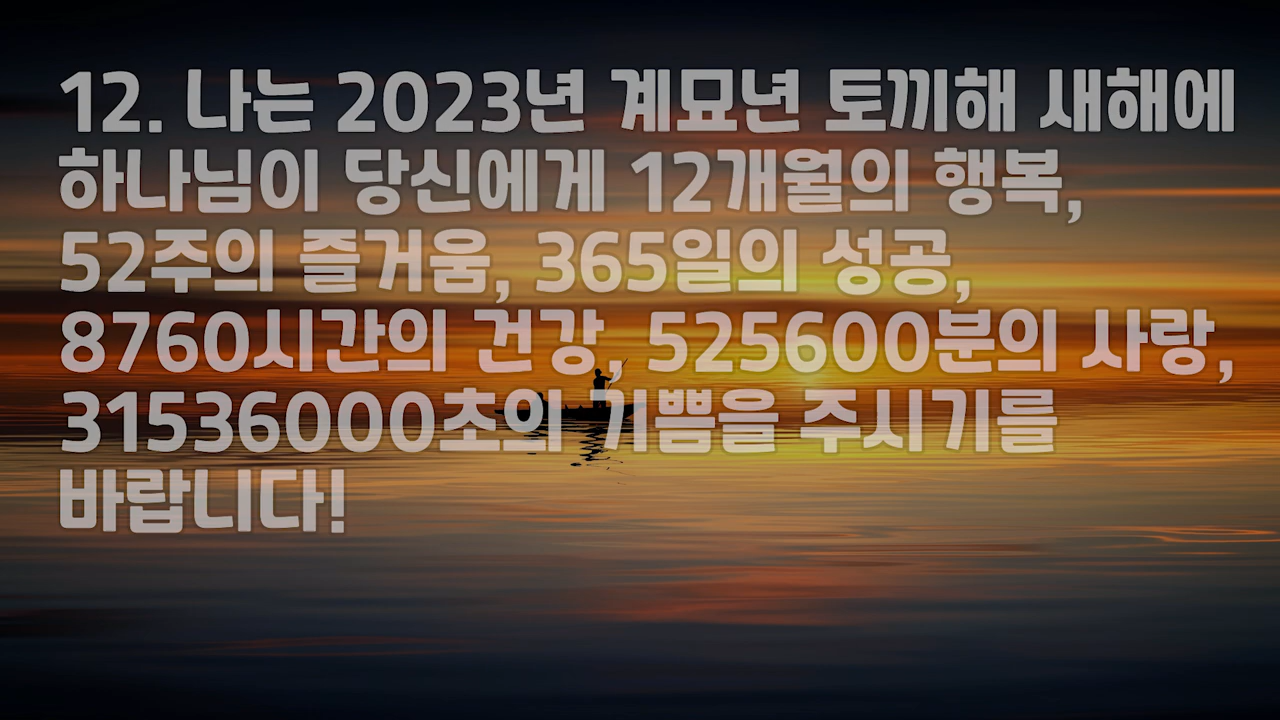 12. 나는 2023년 계묘년 토끼해 새해에
하나님이 당신에게 12개월의 행복,
52주의 즐거움, 365일의 성공,
8760시간의 건강, 525600분의 사랑,
31536000초의 기쁨을 주시기를
바랍니다!